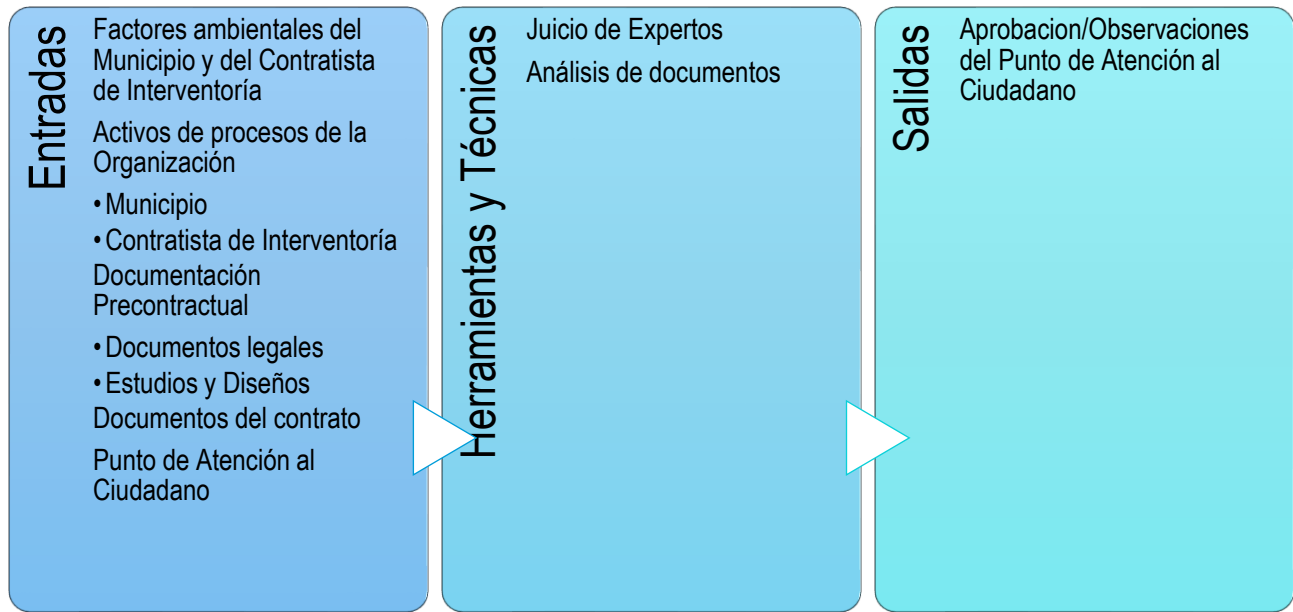 Entradas
Factores ambientales del
Municipio y del Contratista
de Interventoría
Activos de procesos de la
Organización
• Municipio
• Contratista de Interventoría
Documentación
Precontractual
• Documentos legales
• Estudios y Diseños
Documentos del contrato
Punto de Atención al
Ciudadano
Herramientas y Técnicas
Juicio de Expertos
Análisis de documentos
Salidas
Aprobacion/Observaciones
del Punto de Atención al
Ciudadano